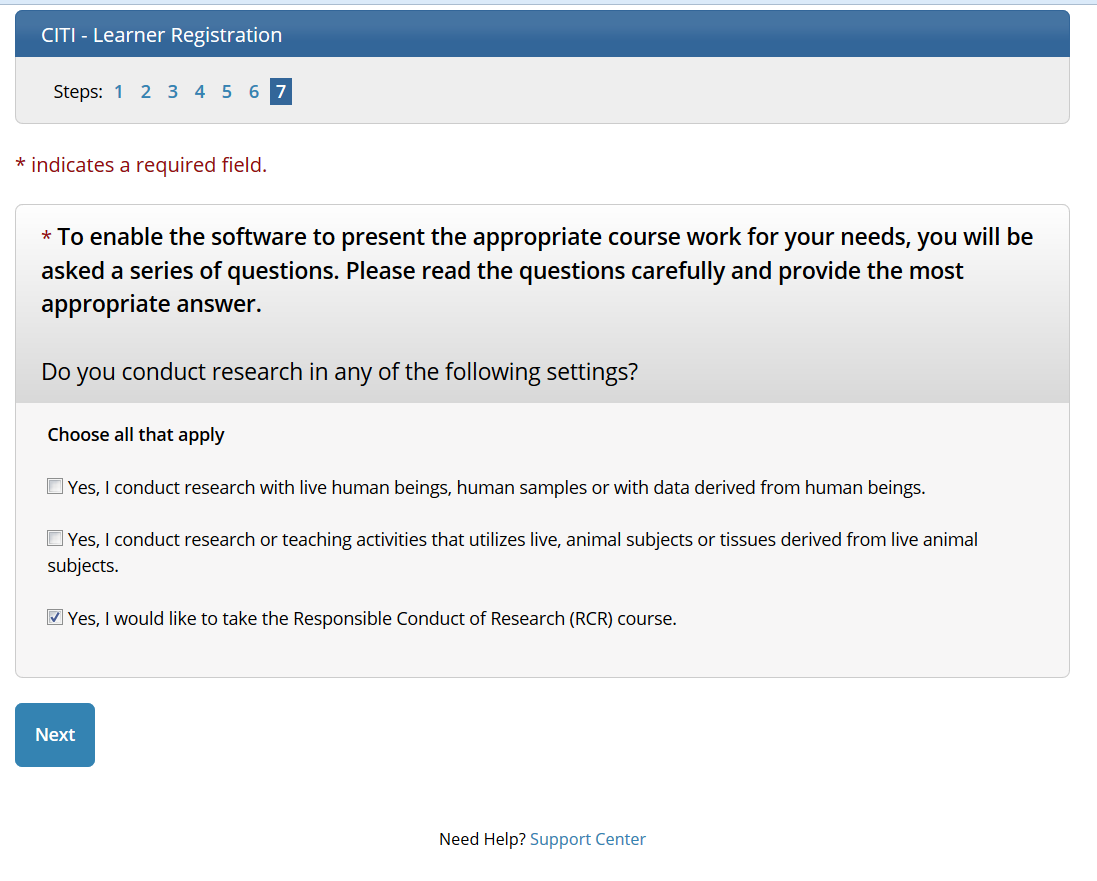 CITI - Learner Registration
Steps: 1 2 3 4 5 6 7
* indicates a required field.
* To enable the software to present the appropriate course work for your needs, you will be
asked a series of questions. Please read the questions carefully and provide the most
appropriate answer.
Do you conduct research in any of the following settings?
Choose all that apply
Yes, I conduct research with live human beings, human samples or with data derived from human beings.
Yes, I conduct research or teaching activities that utilizes live, animal subjects or tissues derived from live animal
subjects.
Yes, I would like to take the Responsible Conduct of Research (RCR) course.
Next
Need Help? Support Center